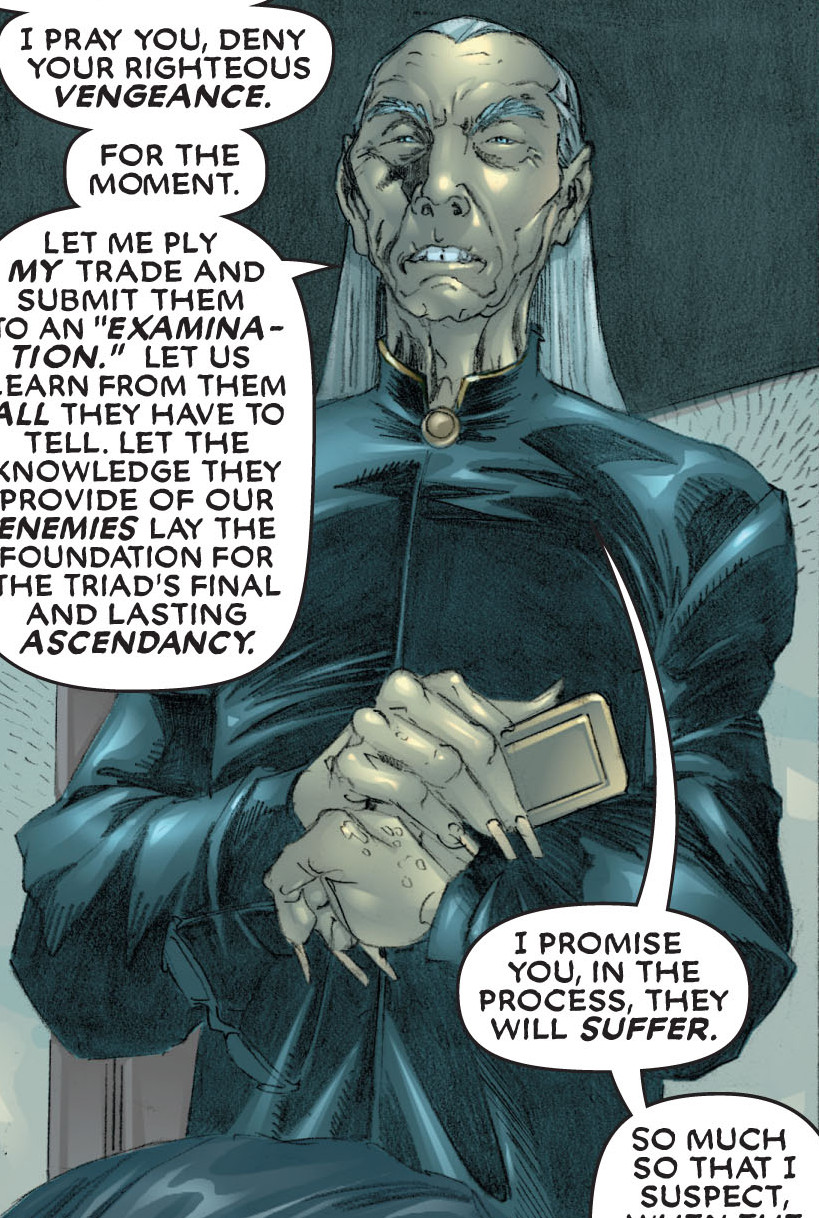 I PRAY YOU, DENY
YOUR RIGHTEOUS
VENGEANCE.
FOR THE
MOMENT.
LET ME PLY
MY TRADE AND
SUBMIT THEM
TO AN "EXAMINA-
TION." LET US
LEARN FROM THEM
ALL THEY HAVE TO
TELL. LET THE
KNOWLEDGE THEY
PROVIDE OF OUR
ENEMIES LAY THE
FOUNDATION FOR
THE TRIAD'S FINAL
AND LASTING
ASCENDANCY.
I PROMISE
YOU, IN THE
PROCESS, THEY
WILL SUFFER.
SO MUCH
SO THAT I
SUSPECT,
WHEN THE